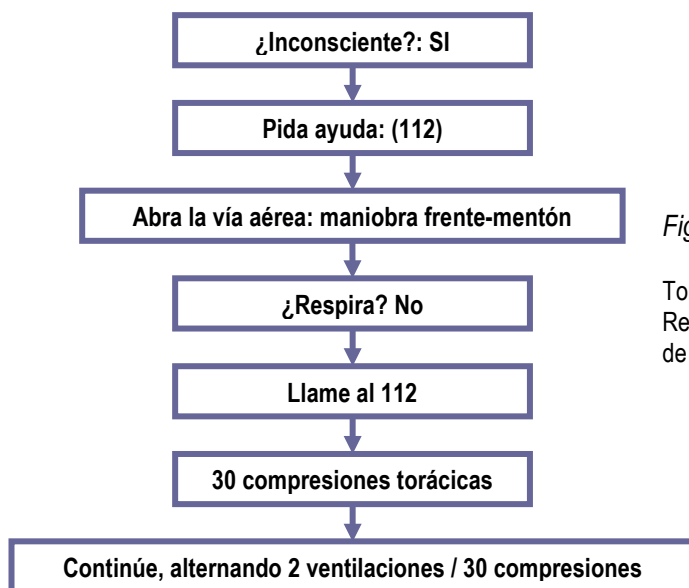 ¿Inconsciente?: SI
Pida ayuda: (112)
Abra la vía aérea: maniobra frente-mentón
¿Respira? No
Llame al 112
30 compresiones torácicas
Continúe, alternando 2 ventilaciones / 30 compresiones
de